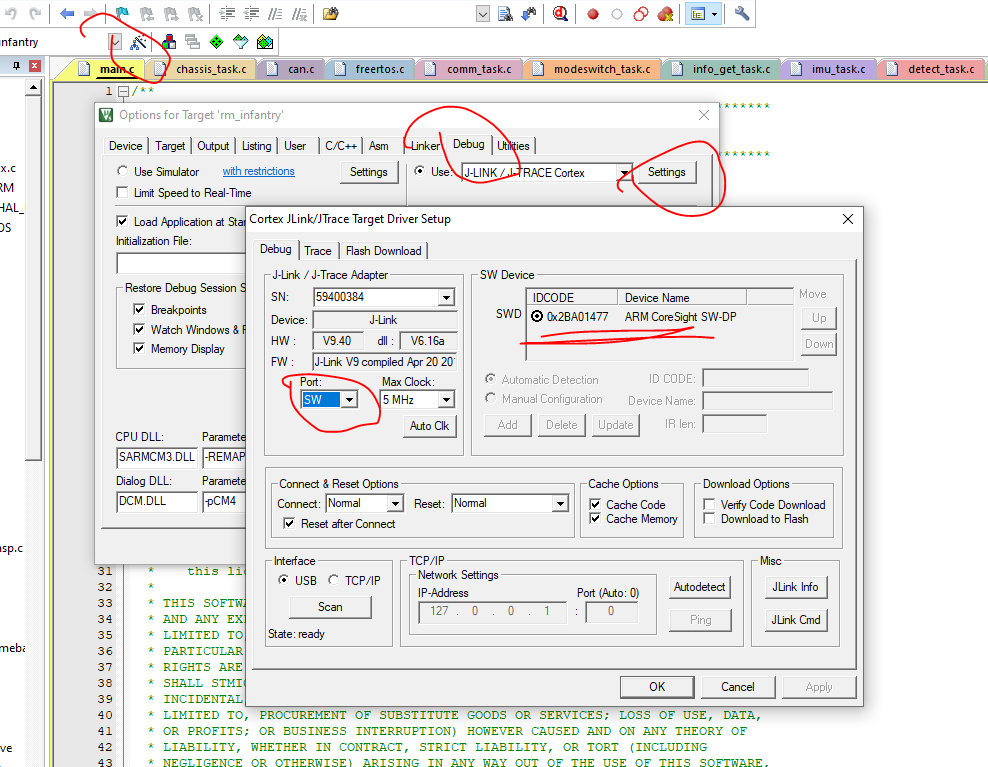 infantry
main.c chassis_task.c can.c freertos.c comm_task.c modeswitch_task.c info_get_task.c imu_task.c detect_task.c
1 /**
Options for Target 'rm_infantry'
Device Target Output Listing User C/C++ Asm Linker Debug Utilities
Use Simulator with restrictions Settings Use: J-LINK / J-TRACE Cortex Settings
Limit Speed to Real-Time
Load Application at Star
Initialization File:
Restore Debug Session S
Breakpoints
Watch Windows & P
Memory Display
CPU DLL: Paramete
SARMCM3.DLL -REMAP
Dialog DLL: Paramete
DCM.DLL -pCM4
Cortex JLink/JTrace Target Driver Setup
Debug Trace Flash Download
J-Link / J-Trace Adapter
SN: 59400384
Device: J-Link
HW : V9.40 dll : V6.16a
FW : J-Link V9 compiled Apr 20 201
Port: Max Clock:
SW 5 MHz
Auto Clk
SW Device
IDCODE Device Name Move
SWD 0x2BA01477 ARM CoreSight SW-DP Up
Down
Automatic Detection ID CODE:
Manual Configuration Device Name:
Add Delete Update IR len:
Connect & Reset Options
Connect: Normal Reset: Normal
Reset after Connect
Cache Options
Cache Code
Cache Memory
Download Options
Verify Code Download
Download to Flash
Interface
USB TCP/IP
Scan
State: ready
TCP/IP
Network Settings
IP-Address Port (Auto: 0)
127 . 0 . 0 . 1 : 0
Autodetect
Ping
Misc
JLink Info
JLink Cmd
OK Cancel Apply
x.c
RM
HAL_
OS
sp.c
meba
ve
31 * this lic
32 *
33 * THIS SOFTWA
34 * AND ANY EXP
35 * LIMITED TO,
36 * PARTICULAR
37 * RIGHTS ARE
38 * SHALL STMIC
39 * INCIDENTAL,
40 * LIMITED TO, PROCUREMENT OF SUBSTITUTE GOODS OR SERVICES; LOSS OF USE, DATA,
41 * OR PROFITS; OR BUSINESS INTERRUPTION) HOWEVER CAUSED AND ON ANY THEORY OF
42 * LIABILITY, WHETHER IN CONTRACT, STRICT LIABILITY, OR TORT (INCLUDING
43 * NEGLIGENCE OR OTHERWISE) ARISING IN ANY WAY OUT OF THE USE OF THIS SOFTWARE,